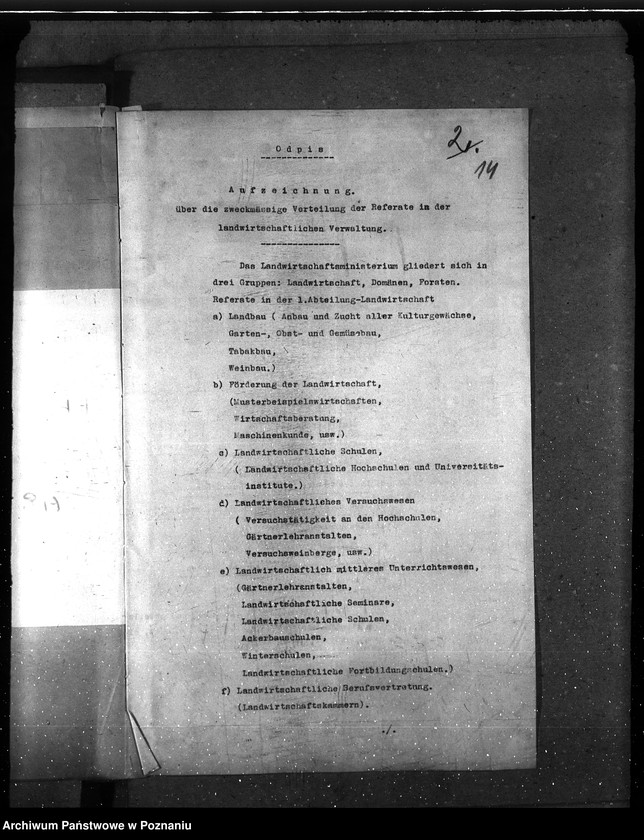 Odpis
2.
14
Aufzeichnung.
über die zweckmässige Verteilung der Referate in der
landwirtschaftlichen Verwaltung.
Das Landwirtschaftsministerium gliedert sich in
drei Gruppen: Landwirtschaft, Domänen, Forsten.
Referate in der 1.Abteilung-Landwirtschaft
a) Landbau ( Anbau und Zucht aller Kulturgewächse,
Garten-, Obst- und Gemüsebau,
Tabakbau,
Weinbau.)
b) Förderung der Landwirtschaft,
(Musterbeispielswirtschaften,
Wirtschaftsberatung,
Maschinenkunde, usw.)
c) Landwirtschaftliche Schulen,
( Landwirtschaftliche Hochschulen und Universitäts-
institute.)
d) Landwirtschaftliches Versuchswesen
( Versuchstätigkeit an den Hochschulen,
Gärtnerlehranstalten,
Versuchsweinberge, usw.)
e) Landwirtschaftlich mittleres Unterrichtswesen,
(Gärtnerlehranstalten,
Landwirtschaftliche Seminare,
Landwirtschaftliche Schulen,
Ackerbauschulen,
Winterschulen,
Landwirtschaftliche Fortbildungschulen.)
f) Landwirtschaftliche Berufsvertretung.
(Landwirtschaftskammern).
./.
Archiwum Państwowe w Poznaniu